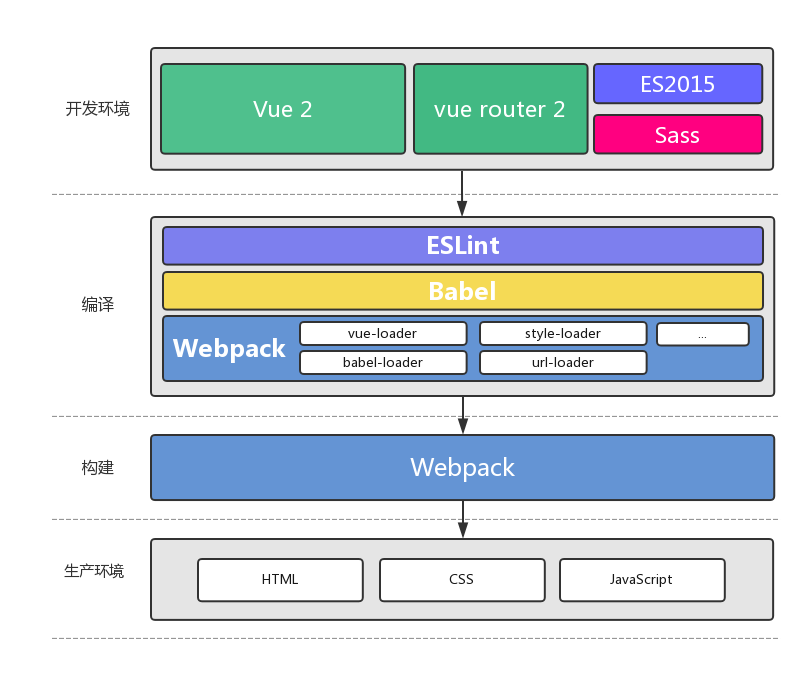 开发环境
Vue 2
vue router 2
ES2015
Sass
编译
ESLint
Babel
Webpack
vue-loader
style-loader
...
babel-loader
url-loader
构建
Webpack
生产环境
HTML
CSS
JavaScript